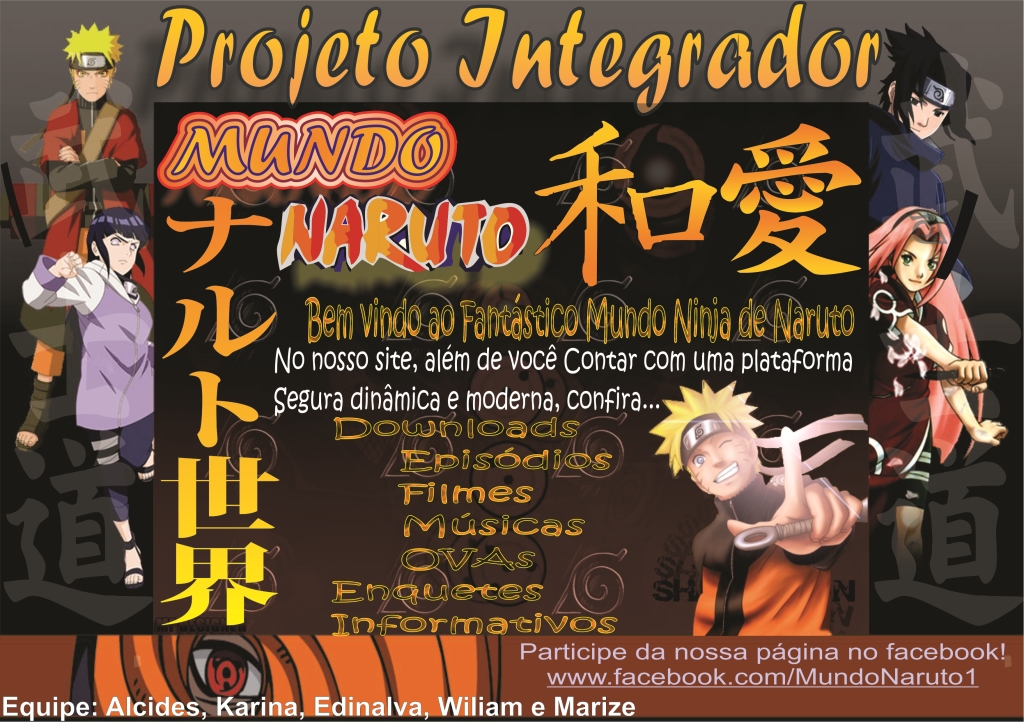 Projeto Integrador
MUNDO
NARUTO
和愛
ナルト世界
Bem vindo ao Fantástico Mundo Ninja de Naruto
No nosso site, além de você Contar com uma plataforma
Segura dinâmica e moderna, confira...
Downloads
Episódios
Filmes
Músicas
OVAs
Enquetes
Informativos
Participe da nossa página no facebook!
www.facebook.com/MundoNaruto1
Equipe: Alcides, Karina, Edinalva, Wiliam e Marize